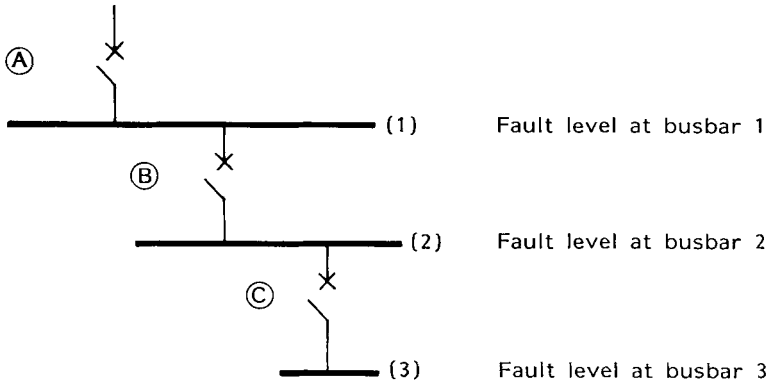 Ⓐ
(1) Fault level at busbar 1
Ⓑ
(2) Fault level at busbar 2
Ⓒ
(3) Fault level at busbar 3